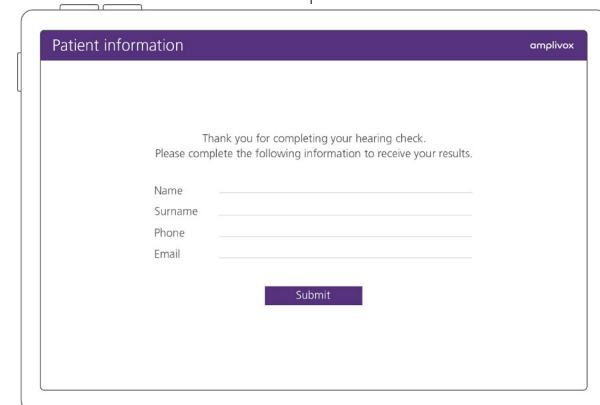 Patient information
amplivox
Thank you for completing your hearing check.
Please complete the following information to receive your results.
Name
Surname
Phone
Email
Submit